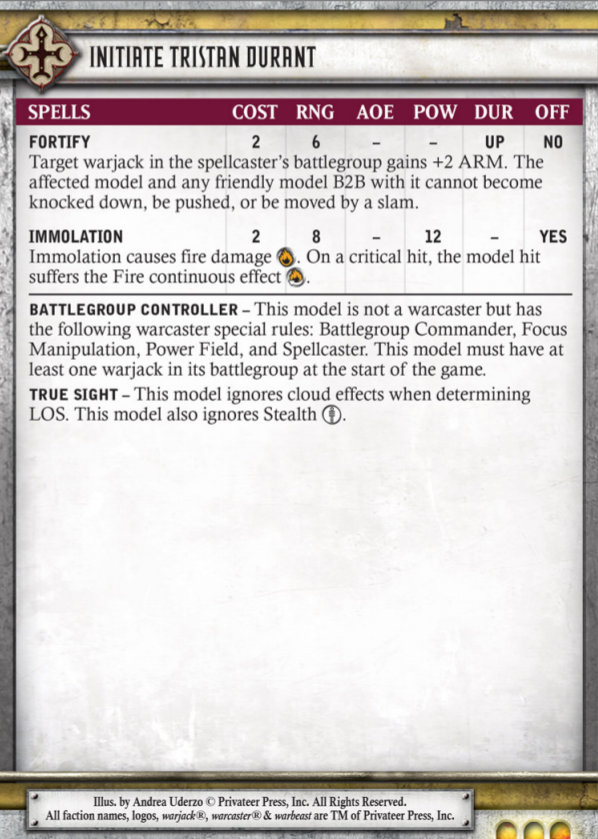 INITIATE TRISTAN DURANT
SPELLS COST RNG AOE POW DUR OFF
FORTIFY 2 6 – – UP NO
Target warjack in the spellcaster's battlegroup gains +2 ARM. The
affected model and any friendly model B2B with it cannot become
knocked down, be pushed, or be moved by a slam.
IMMOLATION 2 8 – 12 – YES
Immolation causes fire damage. On a critical hit, the model hit
suffers the Fire continuous effect.
BATTLEGROUP CONTROLLER – This model is not a warcaster but has
the following warcaster special rules: Battlegroup Commander, Focus
Manipulation, Power Field, and Spellcaster. This model must have at
least one warjack in its battlegroup at the start of the game.
TRUE SIGHT – This model ignores cloud effects when determining
LOS. This model also ignores Stealth.
Illus. by Andrea Uderzo © Privateer Press, Inc. All Rights Reserved.
All faction names, logos, warjack®, warcaster® & warbeast are TM of Privateer Press, Inc.